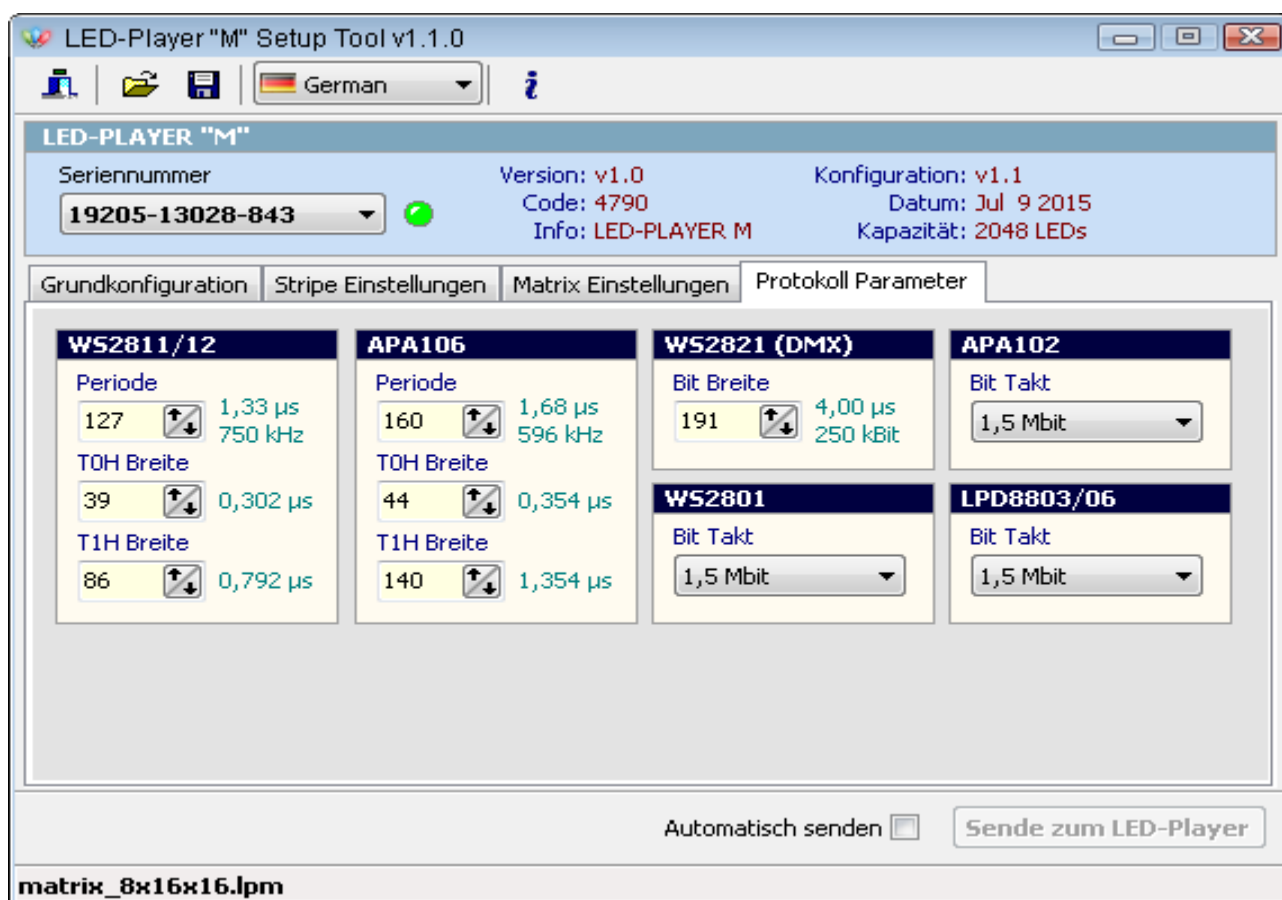 LED-Player "M" Setup Tool v1.1.0
German
LED-PLAYER "M"
Seriennummer
19205-13028-843
Version: v1.0
Code: 4790
Info: LED-PLAYER M
Konfiguration: v1.1
Datum: Jul 9 2015
Kapazität: 2048 LEDs
Grundkonfiguration
Stripe Einstellungen
Matrix Einstellungen
Protokoll Parameter
WS2811/12
Periode
127
1,33 µs
750 kHz
T0H Breite
39
0,302 µs
T1H Breite
86
0,792 µs
APA106
Periode
160
1,68 µs
596 kHz
T0H Breite
44
0,354 µs
T1H Breite
140
1,354 µs
WS2821 (DMX)
Bit Breite
191
4,00 µs
250 kBit
APA102
Bit Takt
1,5 Mbit
WS2801
Bit Takt
1,5 Mbit
LPD8803/06
Bit Takt
1,5 Mbit
Automatisch senden
Sende zum LED-Player
matrix_8x16x16.lpm